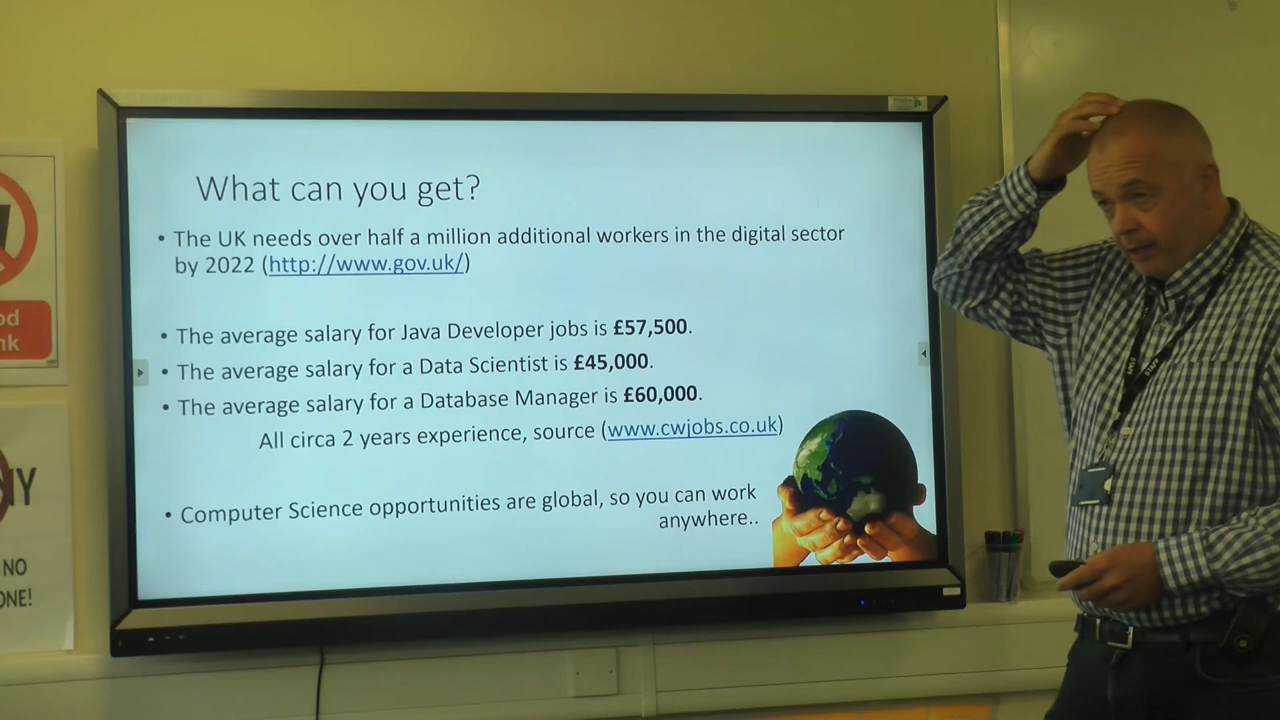 What can you get?
• The UK needs over half a million additional workers in the digital sector
by 2022 (http://www.gov.uk/)
• The average salary for Java Developer jobs is £57,500.
• The average salary for a Data Scientist is £45,000.
• The average salary for a Database Manager is £60,000.
All circa 2 years experience, source (www.cwjobs.co.uk)
• Computer Science opportunities are global, so you can work
anywhere..
od
nk
NY
NO
ONE!
STAFF